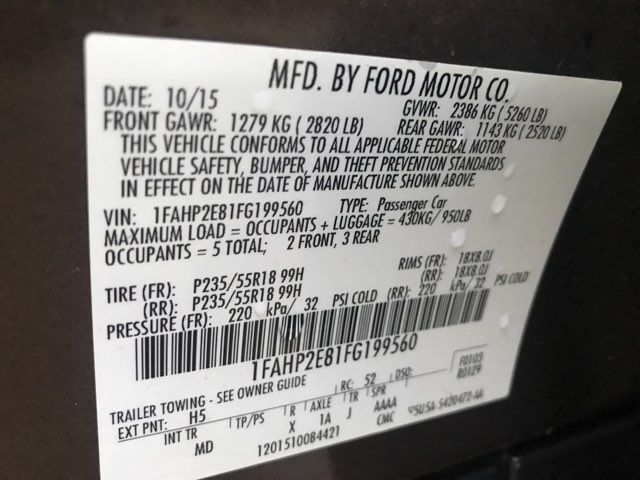 MFD. BY FORD MOTOR CO.
DATE: 10/15 GVWR: 2386 KG ( 5260 LB)
FRONT GAWR: 1279 KG ( 2820 LB) REAR GAWR: 1143 KG ( 2520 LB)
THIS VEHICLE CONFORMS TO ALL APPLICABLE FEDERAL MOTOR
VEHICLE SAFETY, BUMPER, AND THEFT PREVENTION STANDARDS
IN EFFECT ON THE DATE OF MANUFACTURE SHOWN ABOVE.
VIN: 1FAHP2E81FG199560 TYPE: Passenger Car
MAXIMUM LOAD = OCCUPANTS + LUGGAGE = 430KG/ 950LB
OCCUPANTS = 5 TOTAL; 2 FRONT, 3 REAR
TIRE (FR): P235/55R18 99H RIMS (FR): 18X8.0J
(RR): P235/55R18 99H (RR): 18X8.0J
PRESSURE (FR): 220 kPa/ 32 PSI COLD (RR): 220 kPa/ 32 PSI COLD
1FAHP2E81FG199560
F0103
R0129
TRAILER TOWING - SEE OWNER GUIDE RC: 52 DSO:
EXT PNT: H5 INT TR TP/PS R AXLE TR SPR
MD X 1A J AAAA
1201510084421 CMC 5U5A-5420472-AA